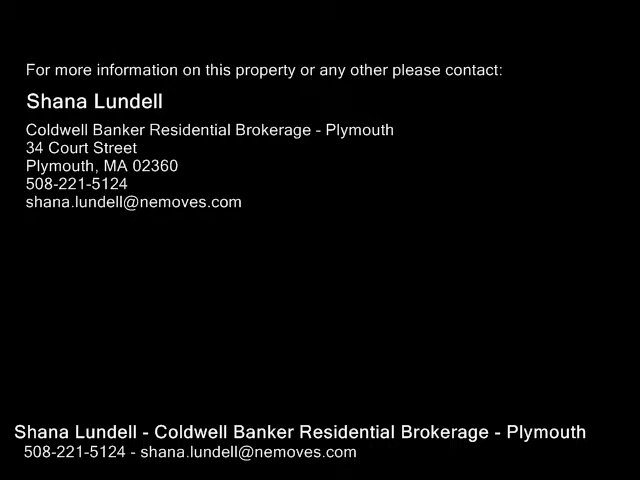 For more information on this property or any other please contact:
Shana Lundell
Coldwell Banker Residential Brokerage - Plymouth
34 Court Street
Plymouth, MA 02360
508-221-5124
shana.lundell@nemoves.com
Shana Lundell - Coldwell Banker Residential Brokerage - Plymouth
508-221-5124 - shana.lundell@nemoves.com